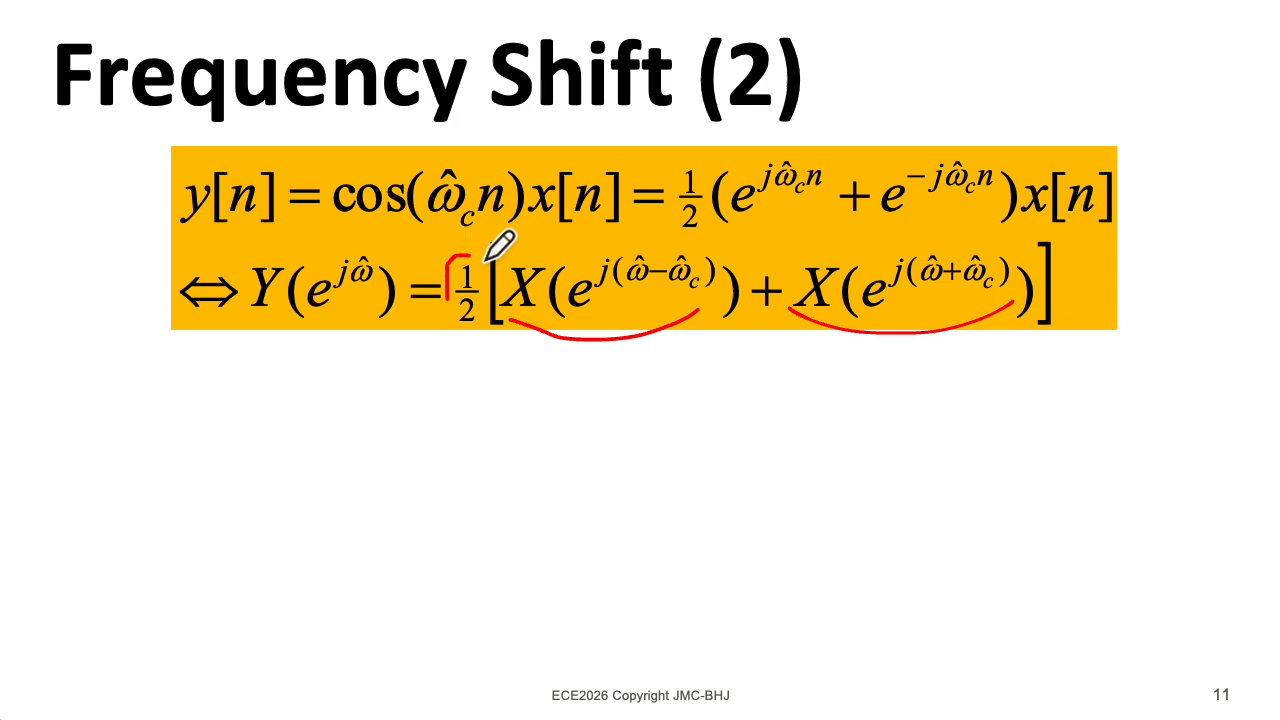 Frequency Shift (2)
y[n] = cos(ω̂_c n)x[n] = ½(e^{jω̂_c n} + e^{−jω̂_c n})x[n]
⇔ Y(e^{jω̂}) = ½[X(e^{j(ω̂−ω̂_c)}) + X(e^{j(ω̂+ω̂_c)})]
ECE2026 Copyright JMC-BHJ
11